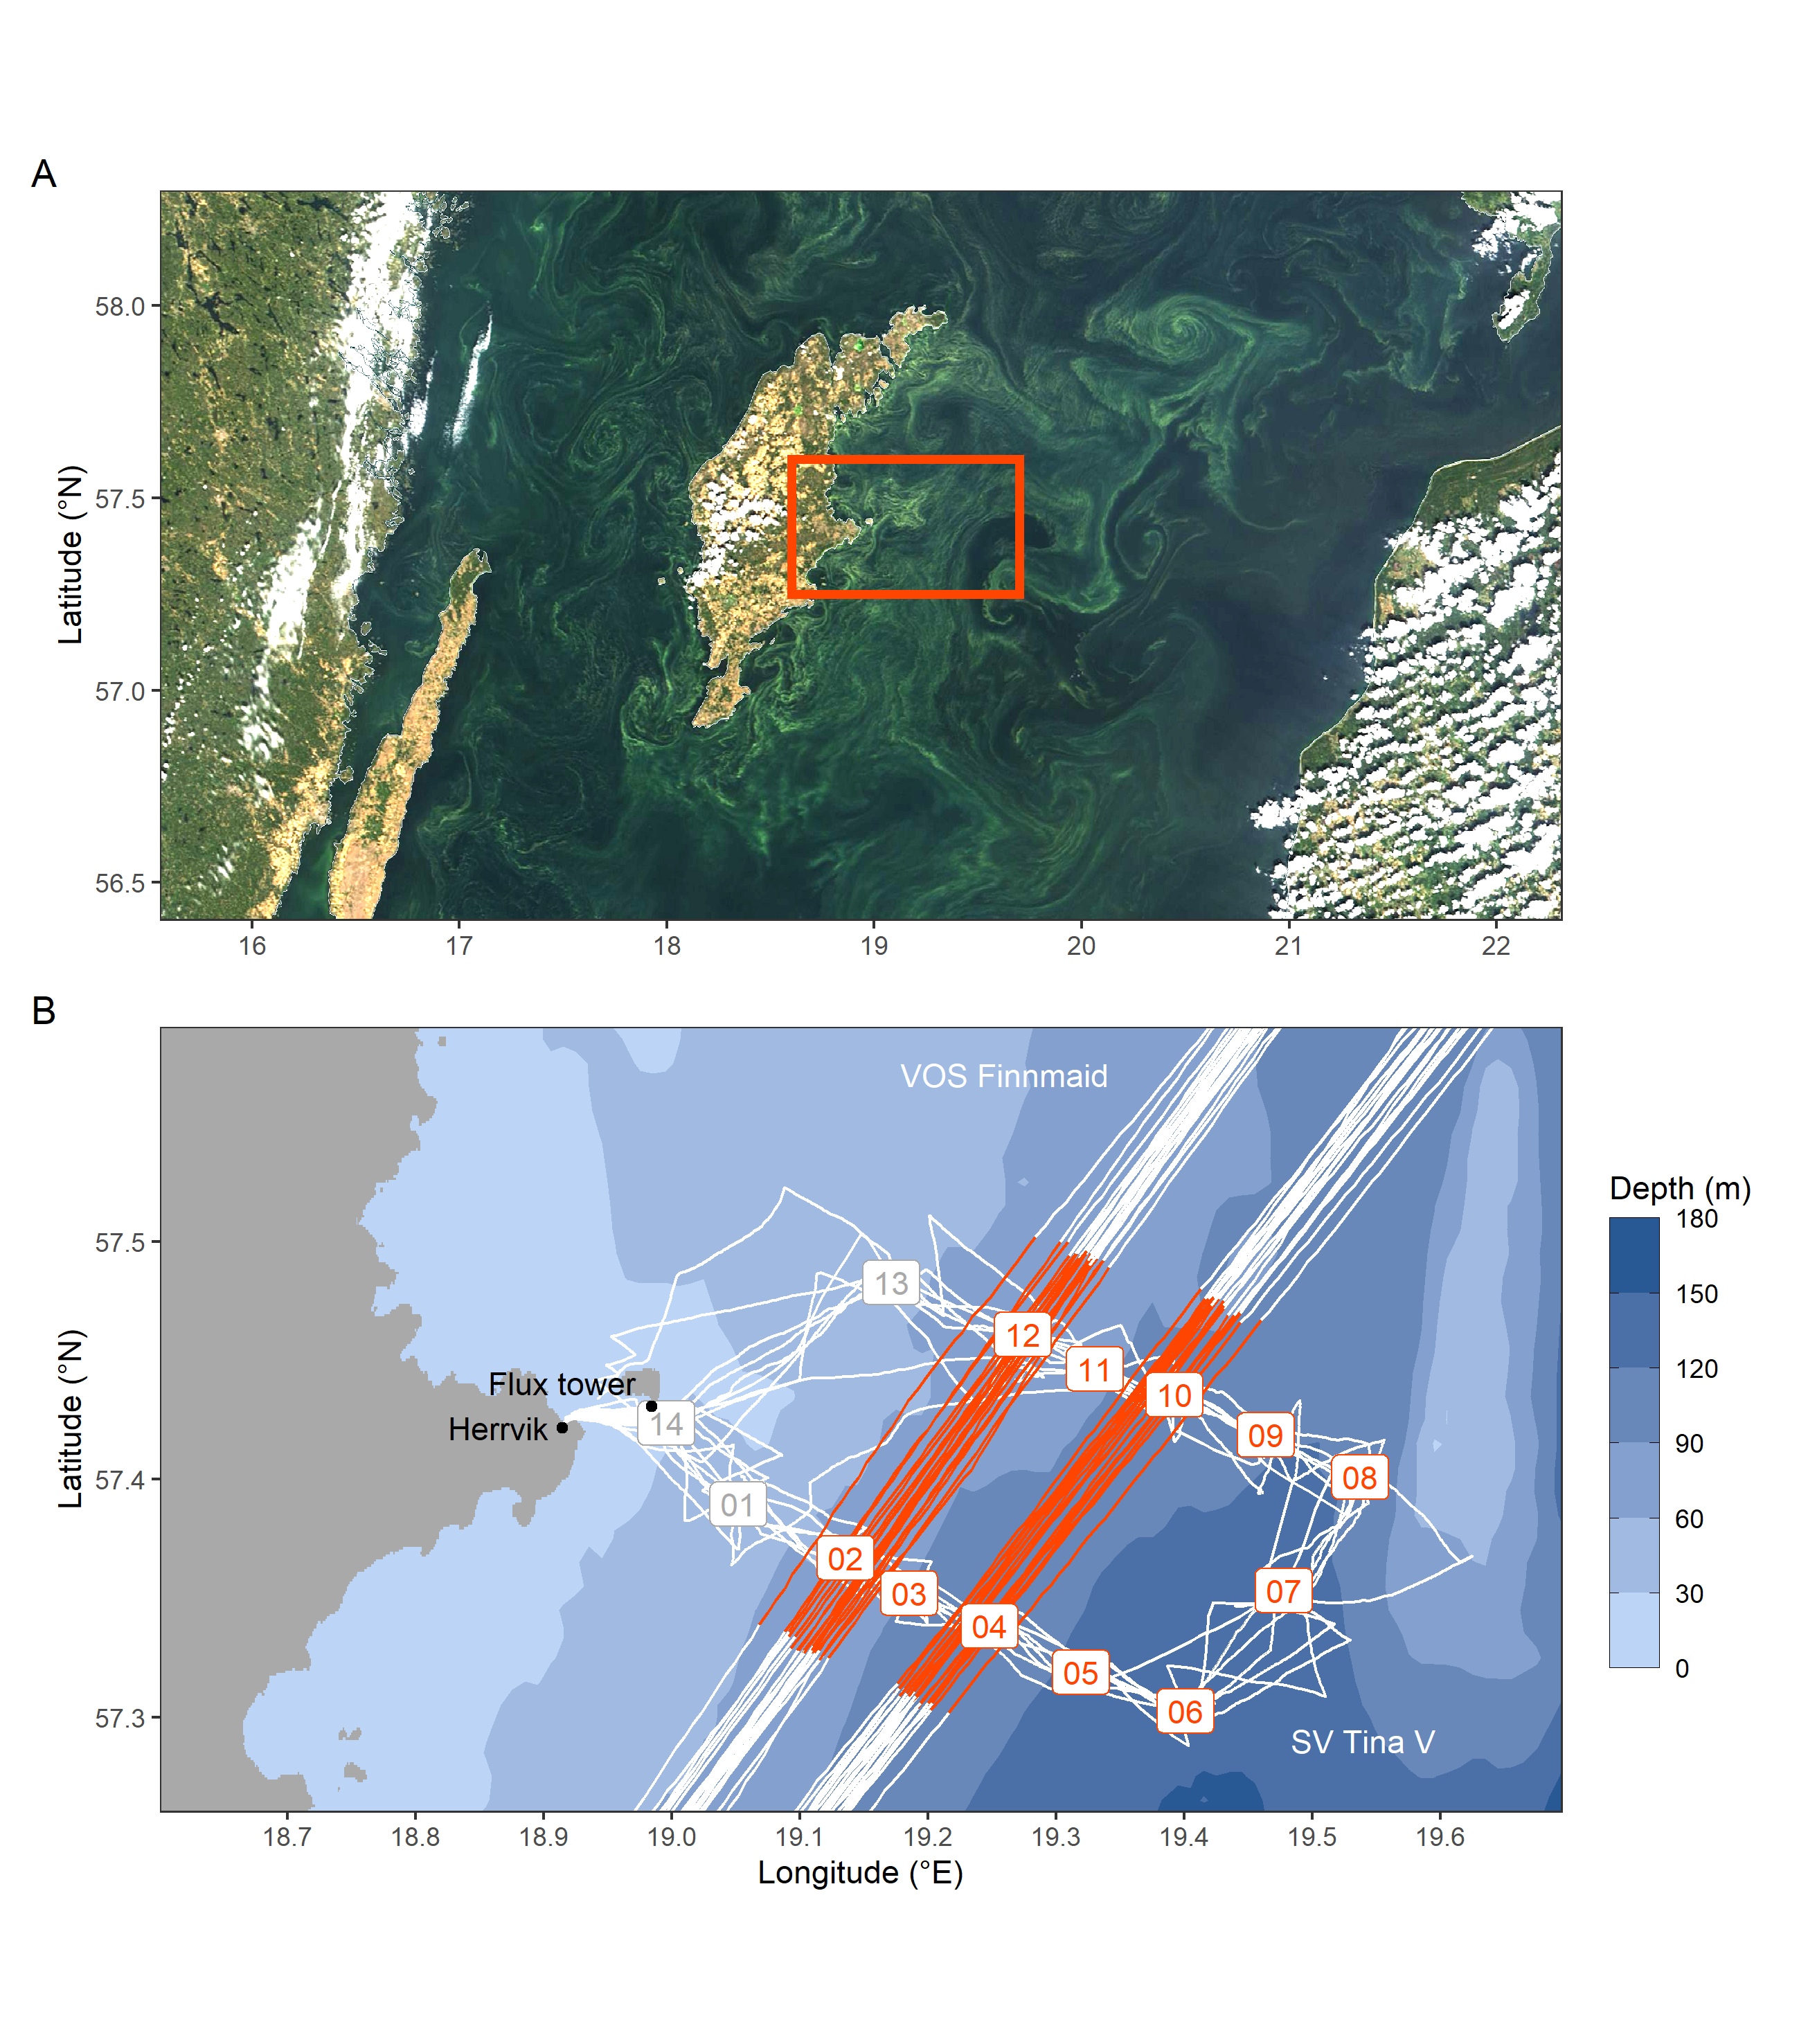 A
Latitude (°N)
58.0
57.5
57.0
56.5
16 17 18 19 20 21 22
B
Latitude (°N)
57.5
57.4
57.3
VOS Finnmaid
13
12
11
10
Flux tower
Herrvik
14
09
08
01
02
03
07
04
05
06
SV Tina V
18.7 18.8 18.9 19.0 19.1 19.2 19.3 19.4 19.5 19.6
Longitude (°E)
Depth (m)
180
150
120
90
60
30
0